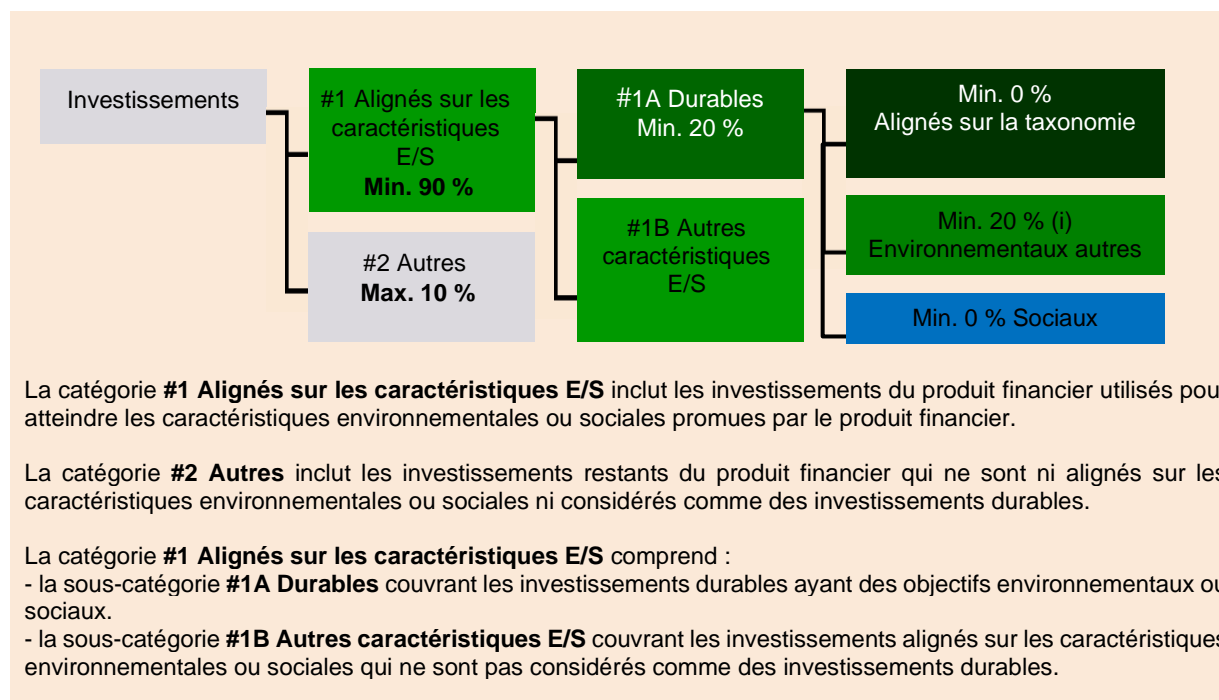 Investissements
#1 Alignés sur les
caractéristiques
E/S
Min. 90 %
#2 Autres
Max. 10 %
#1A Durables
Min. 20 %
#1B Autres
caractéristiques
E/S
Min. 0 %
Alignés sur la taxonomie
Min. 20 % (i)
Environnementaux autres
Min. 0 % Sociaux
La catégorie #1 Alignés sur les caractéristiques E/S inclut les investissements du produit financier utilisés pou
atteindre les caractéristiques environnementales ou sociales promues par le produit financier.
La catégorie #2 Autres inclut les investissements restants du produit financier qui ne sont ni alignés sur les
caractéristiques environnementales ou sociales ni considérés comme des investissements durables.
La catégorie #1 Alignés sur les caractéristiques E/S comprend :
- la sous-catégorie #1A Durables couvrant les investissements durables ayant des objectifs environnementaux ou
sociaux.
- la sous-catégorie #1B Autres caractéristiques E/S couvrant les investissements alignés sur les caractéristiques
environnementales ou sociales qui ne sont pas considérés comme des investissements durables.